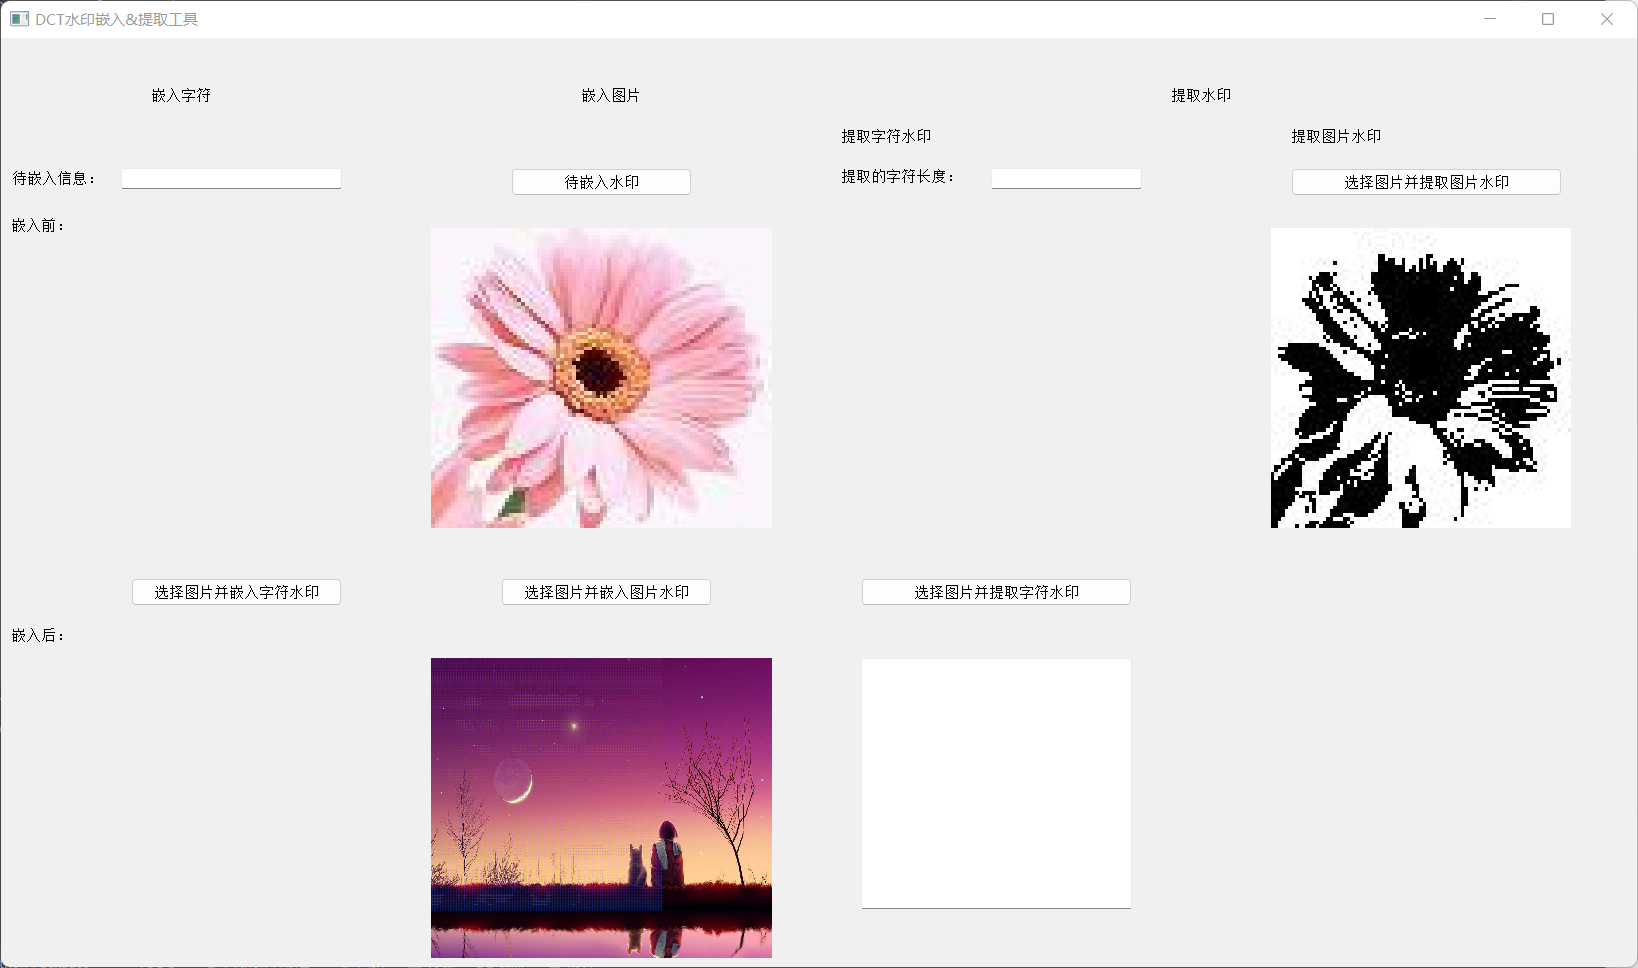 DCT水印嵌入&提取工具
嵌入字符
嵌入图片
提取水印
提取字符水印
提取图片水印
待嵌入信息：
待嵌入水印
提取的字符长度：
选择图片并提取图片水印
嵌入前：
选择图片并嵌入字符水印
选择图片并嵌入图片水印
选择图片并提取字符水印
嵌入后：